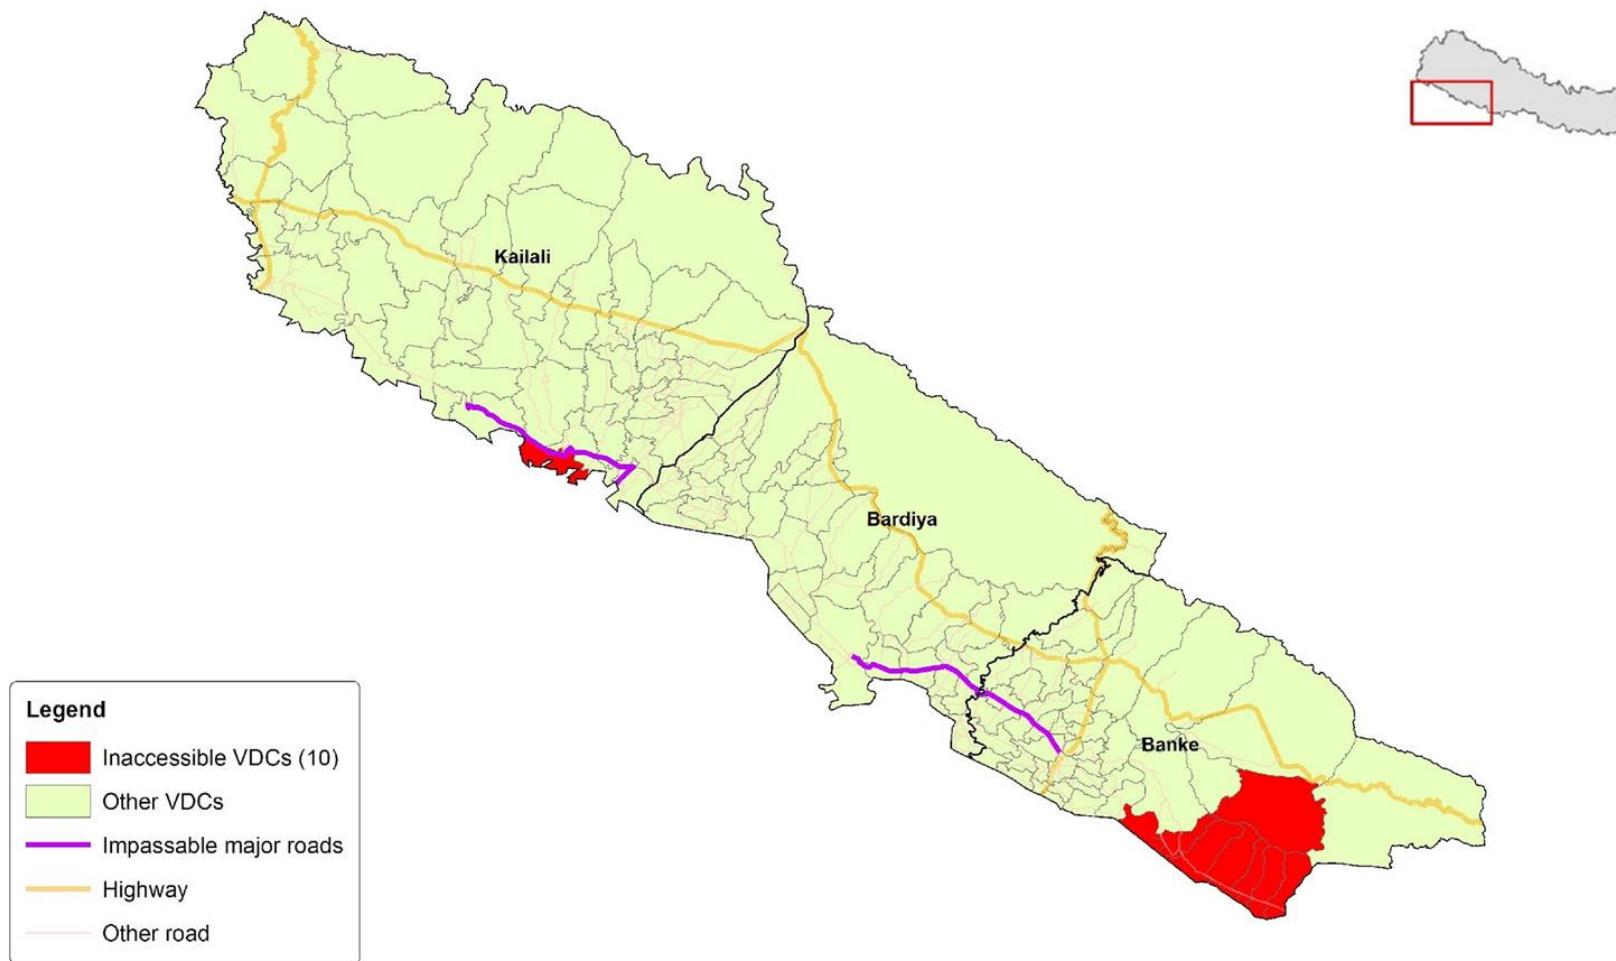 Kailali
Bardiya
Banke
Legend
Inaccessible VDCs (10)
Other VDCs
Impassable major roads
Highway
Other road